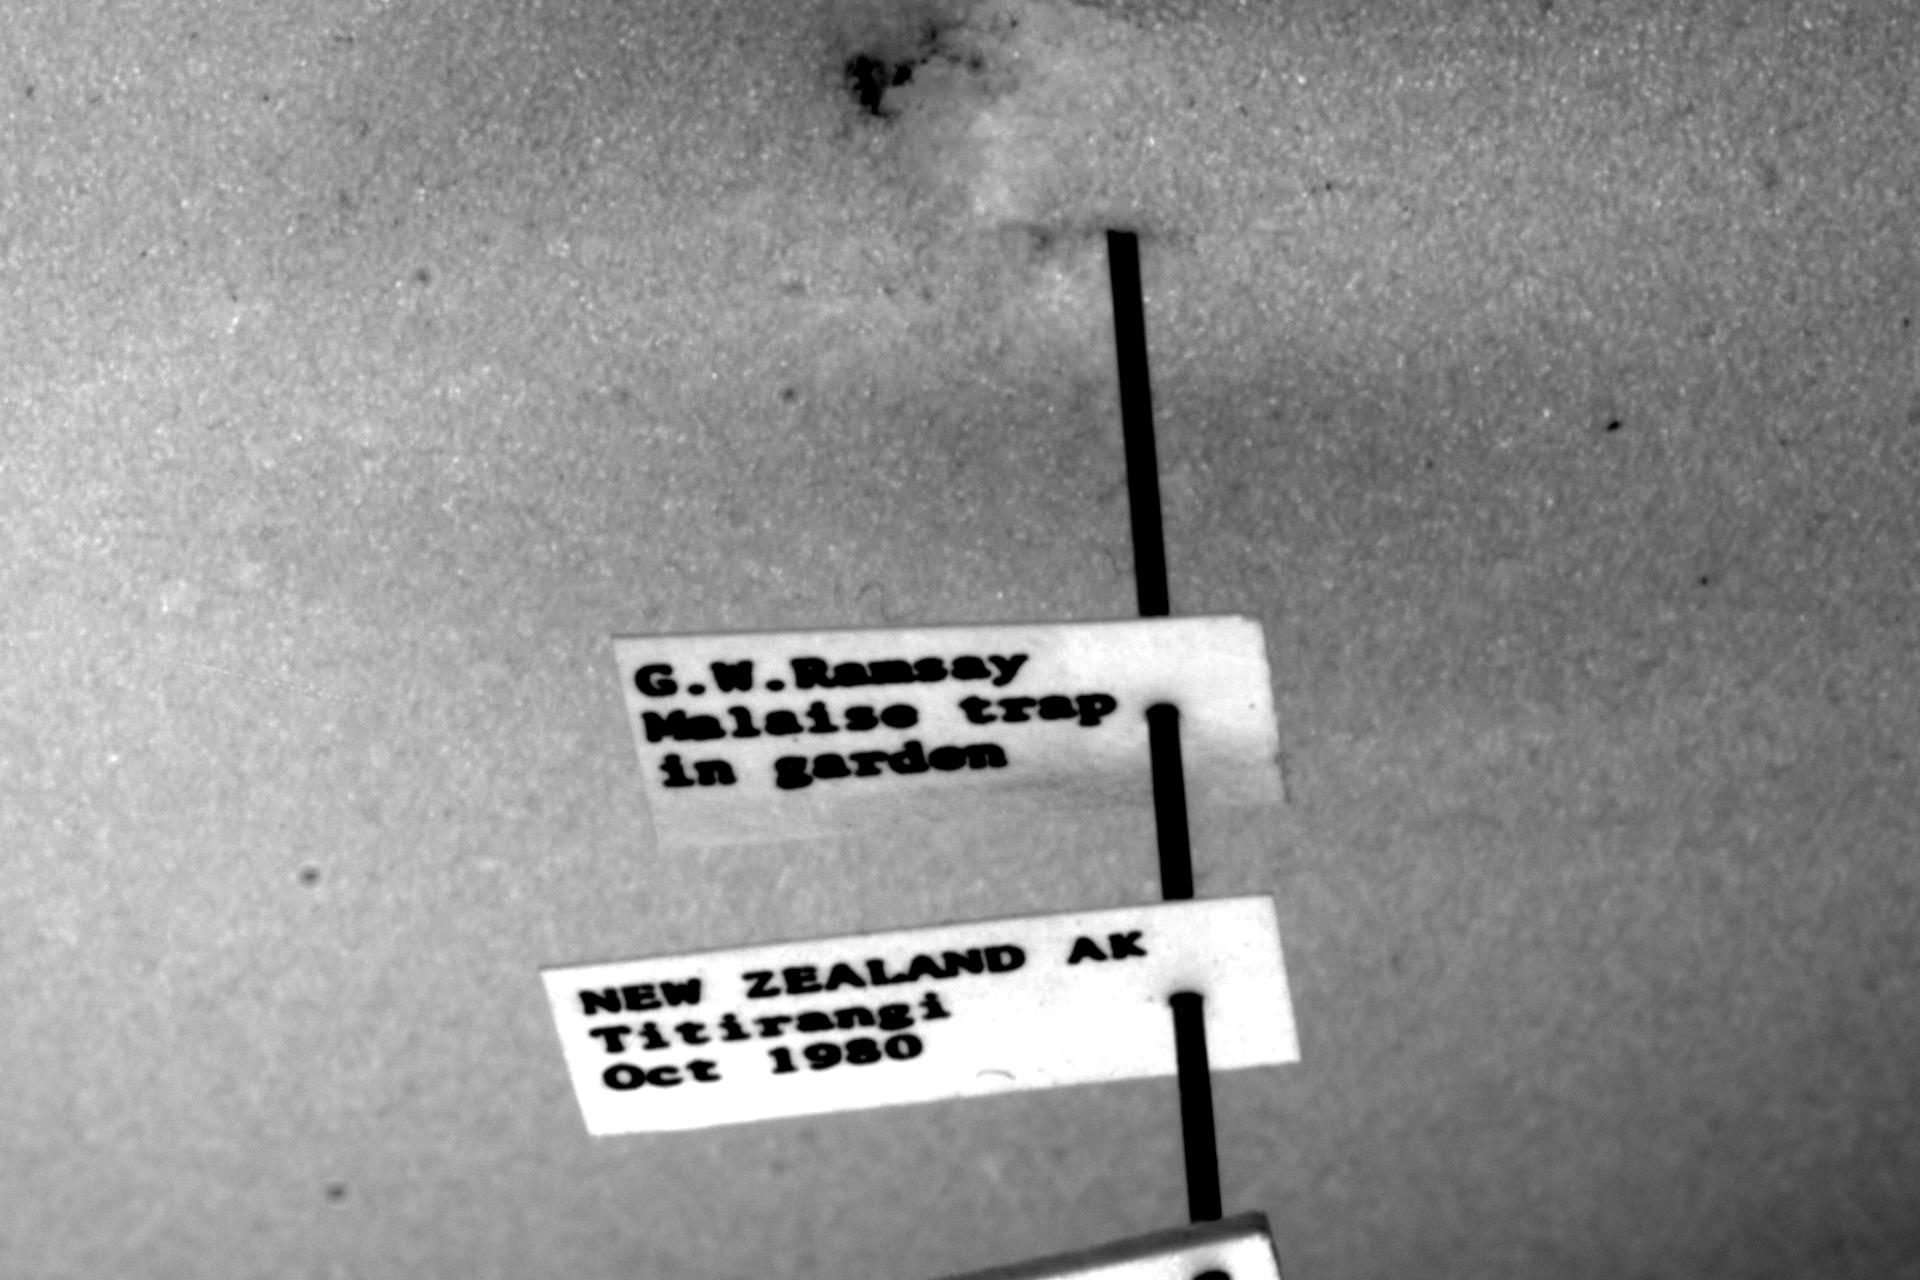 G.W.Ramsay
Malaise trap
in garden
NEW ZEALAND AK
Titirangi
Oct 1980